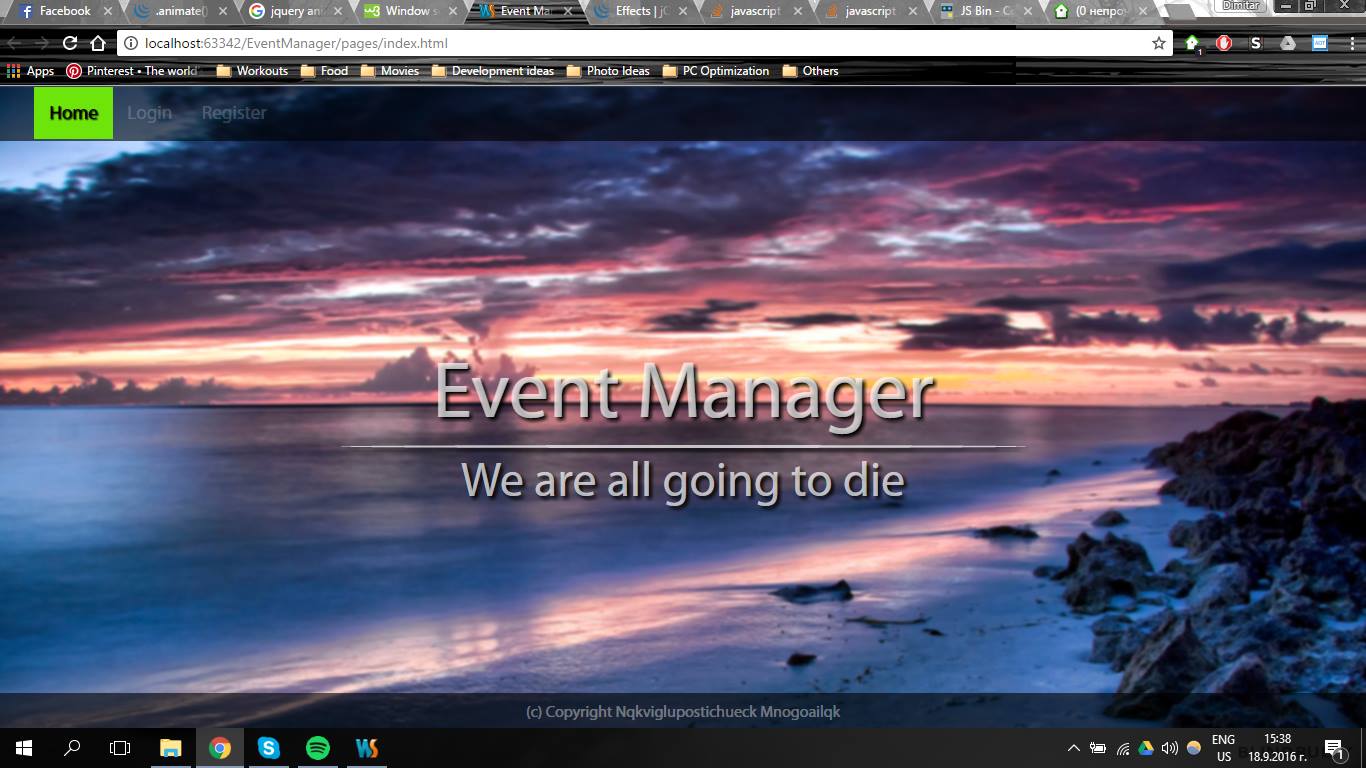 Facebook
.animate()
jquery an
Window s
Event Ma
Effects | jQ
javascript
javascript
JS Bin - Co
(0 непро
Dimitar
localhost:63342/EventManager/pages/index.html
Apps
Pinterest • The world
Workouts
Food
Movies
Development ideas
Photo Ideas
PC Optimization
Others
Home
Login
Register
Event Manager
We are all going to die
(c) Copyright Nqkviglupostichueck Mnogoailqk
ENG
US
15:38
18.9.2016 г.
1